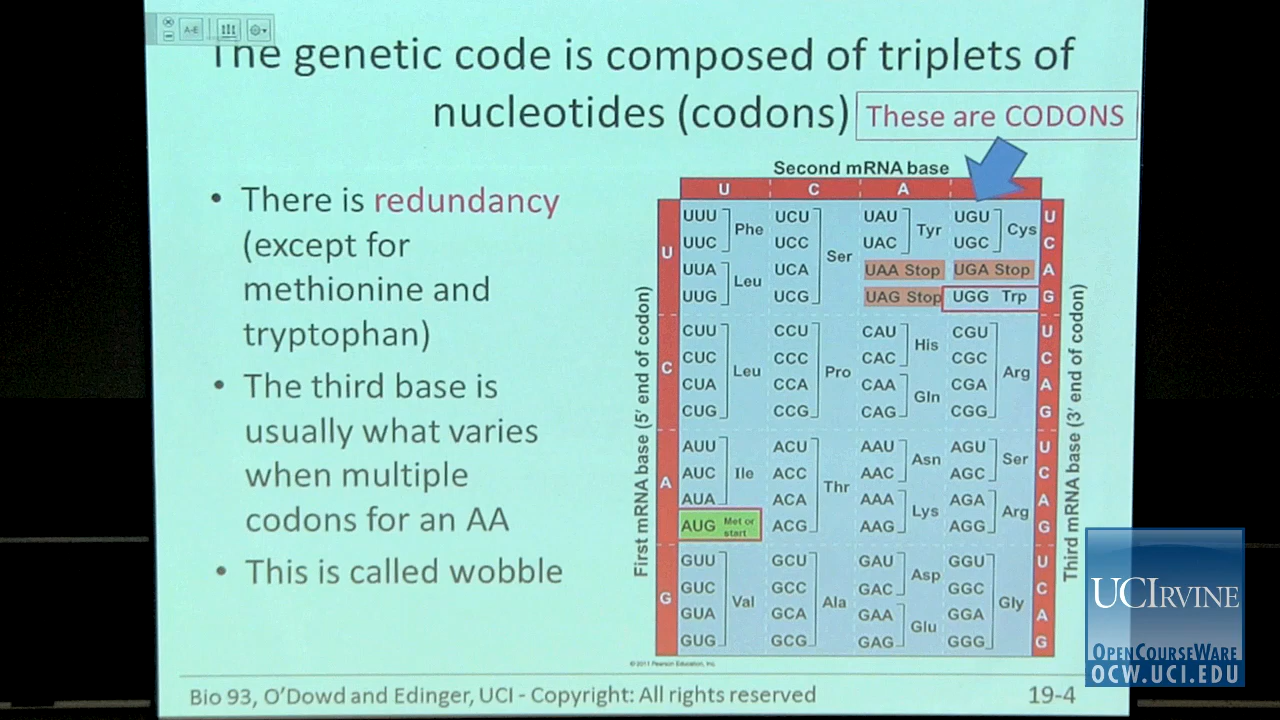 A-E
The genetic code is composed of triplets of
nucleotides (codons)
These are CODONS
• There is redundancy
(except for
methionine and
tryptophan)
• The third base is
usually what varies
when multiple
codons for an AA
• This is called wobble
Second mRNA base
U C A
First mRNA base (5′ end of codon)
Third mRNA base (3′ end of codon)
U
UUU UCU UAU UGU U
Phe Tyr Cys
UUC UCC UAC UGC C
Ser
UUA UCA UAA Stop UGA Stop A
Leu
UUG UCG UAG Stop UGG Trp G
C
CUU CCU CAU CGU U
His
CUC CCC CAC CGC C
Leu Pro Arg
CUA CCA CAA CGA A
Gln
CUG CCG CAG CGG G
A
AUU ACU AAU AGU U
Asn Ser
AUC Ile ACC AAC AGC C
Thr
AUA ACA AAA AGA A
Lys Arg
AUG Met or start ACG AAG AGG G
G
GUU GCU GAU GGU U
Asp
GUC GCC GAC GGC C
Val Ala Gly
GUA GCA GAA GGA A
Glu
GUG GCG GAG GGG G
© 2011 Pearson Education, Inc.
Bio 93, O'Dowd and Edinger, UCI - Copyright: All rights reserved
19-4
UCIRVINE
OPENCOURSEWARE
OCW.UCI.EDU